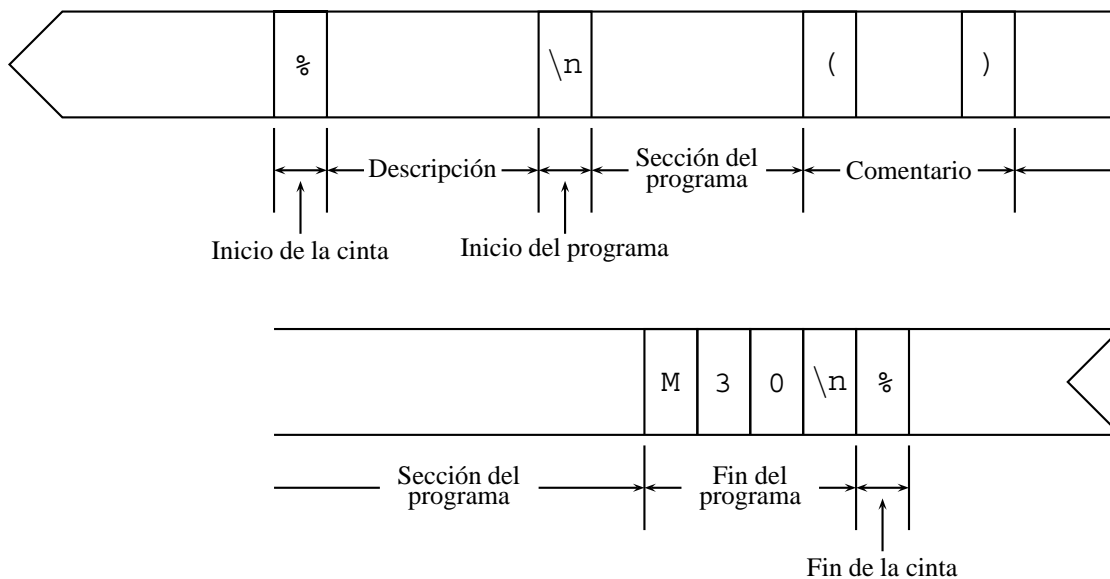 % \n ( )
Descripción Sección del
programa Comentario
Inicio de la cinta Inicio del programa
M 3 0 \n %
Sección del
programa Fin del
programa
Fin de la cinta